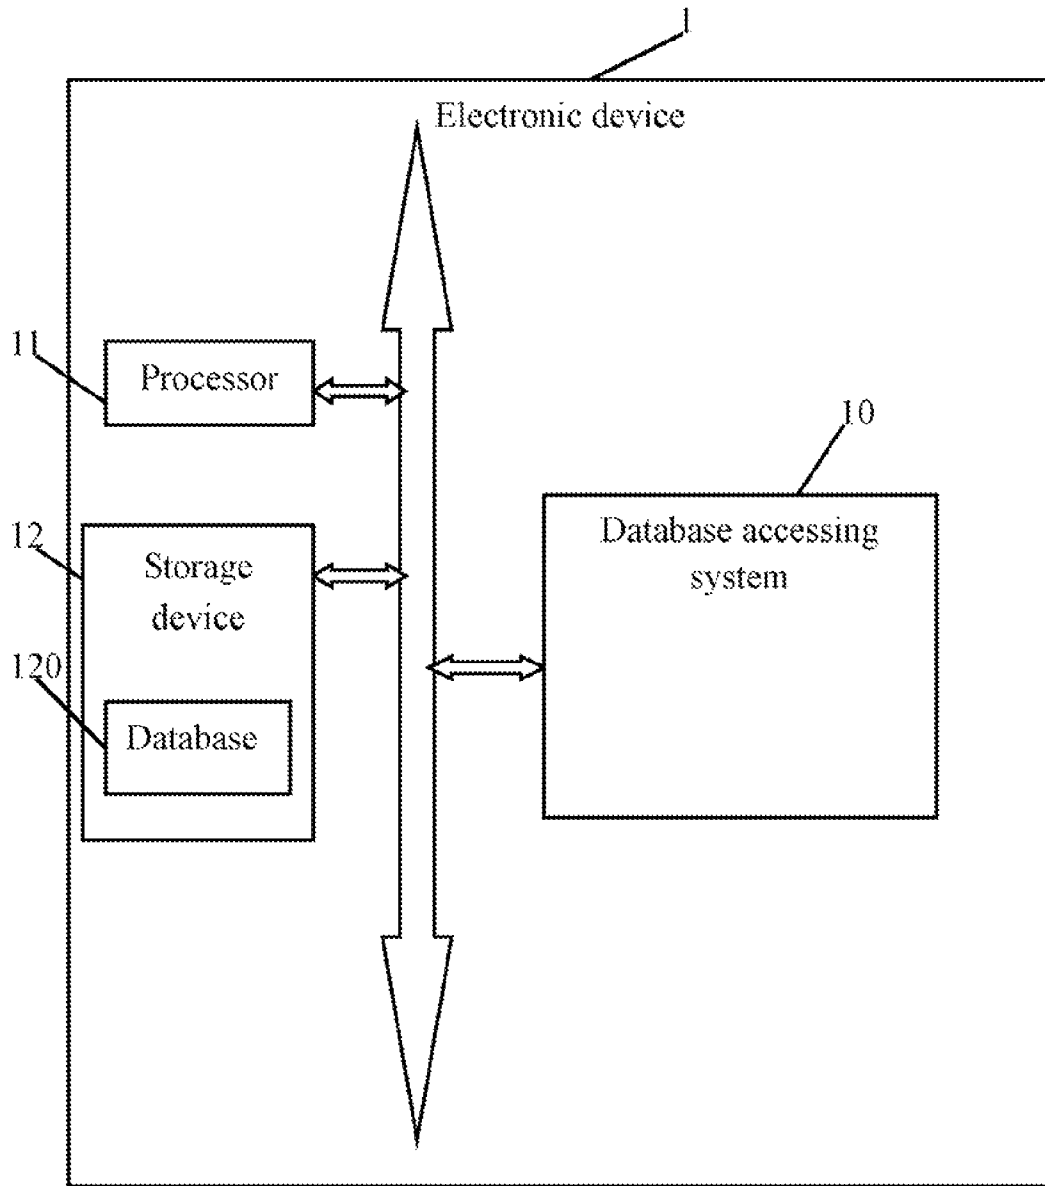 1
Electronic device
11
Processor
10
12
Storage
device
Database accessing
system
120
Database